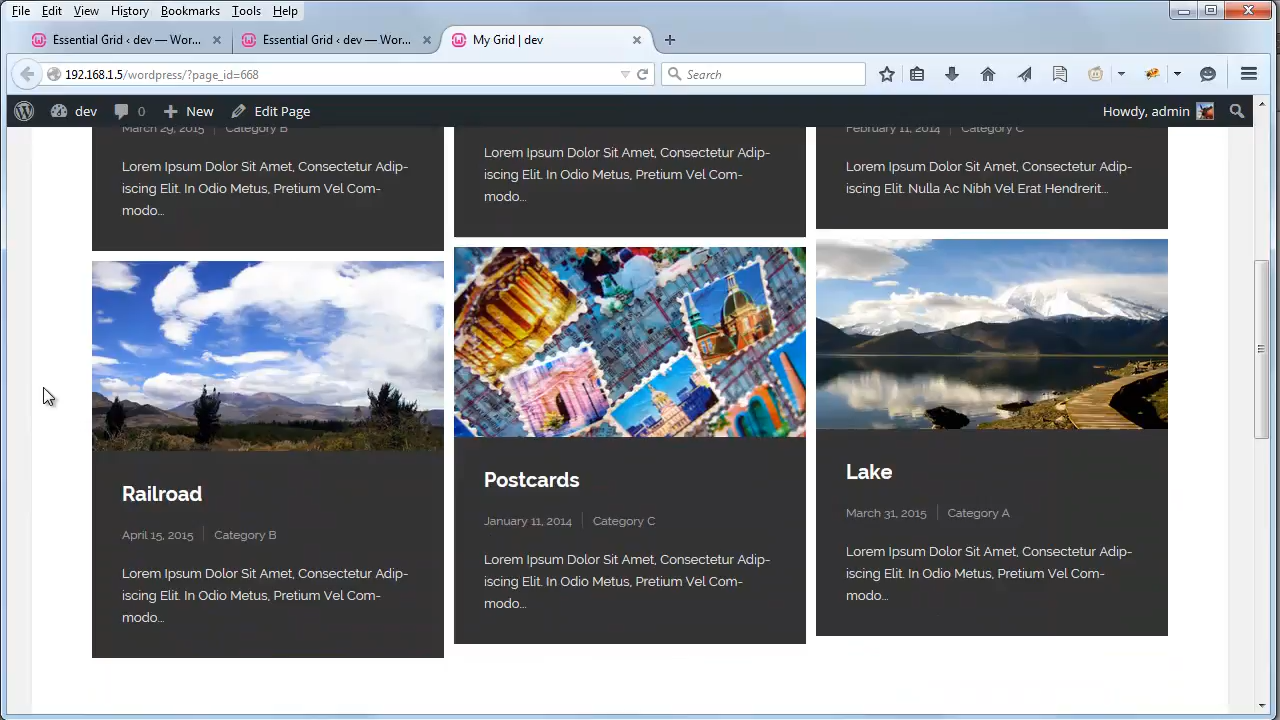 File Edit View History Bookmarks Tools Help
Essential Grid ‹ dev — Wor...
Essential Grid ‹ dev — Wor...
My Grid | dev
192.168.1.5/wordpress/?page_id=668
Search
dev
0
New
Edit Page
Howdy, admin
March 29, 2015
Category B
Lorem Ipsum Dolor Sit Amet, Consectetur Adip-
iscing Elit. In Odio Metus, Pretium Vel Com-
modo...
Lorem Ipsum Dolor Sit Amet, Consectetur Adip-
iscing Elit. In Odio Metus, Pretium Vel Com-
modo...
February 11, 2014
Category C
Lorem Ipsum Dolor Sit Amet, Consectetur Adip-
iscing Elit. Nulla Ac Nibh Vel Erat Hendrerit...
Railroad
April 15, 2015
Category B
Lorem Ipsum Dolor Sit Amet, Consectetur Adip-
iscing Elit. In Odio Metus, Pretium Vel Com-
modo...
Postcards
January 11, 2014
Category C
Lorem Ipsum Dolor Sit Amet, Consectetur Adip-
iscing Elit. In Odio Metus, Pretium Vel Com-
modo...
Lake
March 31, 2015
Category A
Lorem Ipsum Dolor Sit Amet, Consectetur Adip-
iscing Elit. In Odio Metus, Pretium Vel Com-
modo...